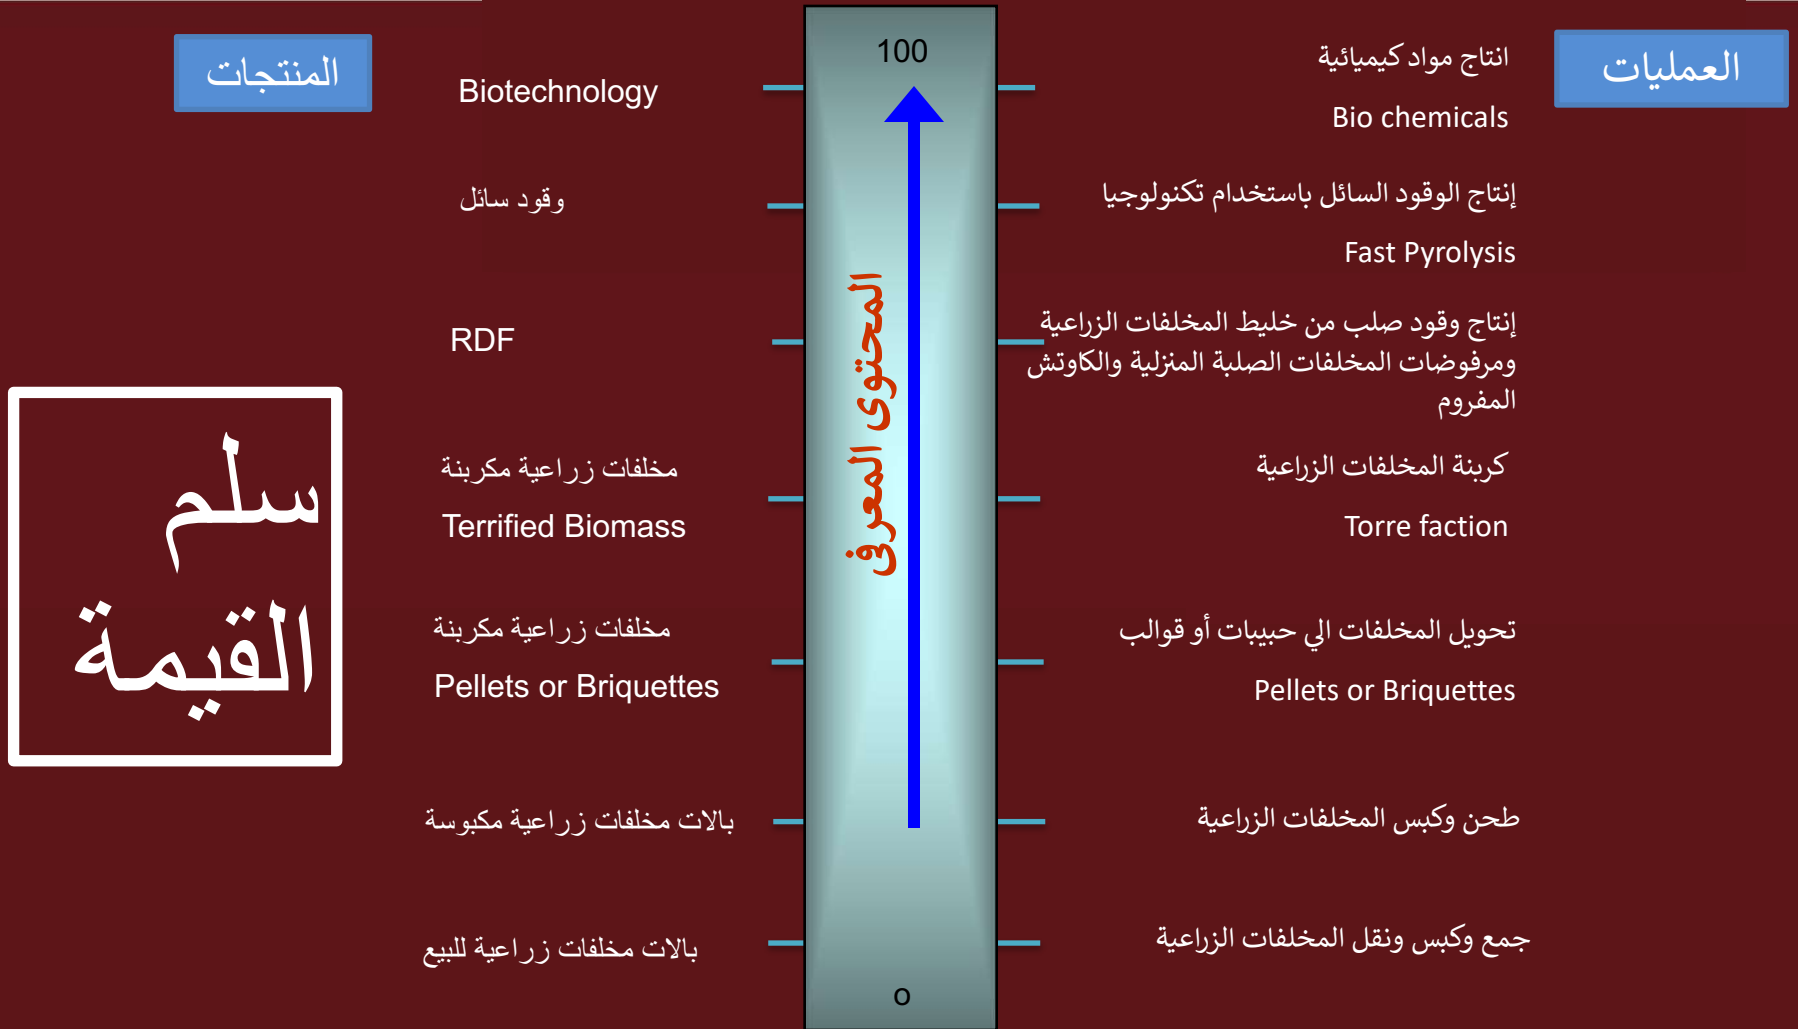 العمليات
المنتجات
100
انتاج مواد كيميائية
Bio chemicals
Biotechnology
إنتاج الوقود السائل باستخدام تكنولوجيا
Fast Pyrolysis
وقود سائل
إنتاج وقود صلب من خليط المخلفات الزراعية
ومرفوضات المخلفات الصلبة المنزلية والكاوتش
المفروم
RDF
المحتوى المعرفى
كربنة المخلفات الزراعية
Torre faction
مخلفات زراعية مكربنة
Terrified Biomass
تحويل المخلفات الي حبيبات أو قوالب
Pellets or Briquettes
مخلفات زراعية مكربنة
Pellets or Briquettes
طحن وكبس المخلفات الزراعية
بالات مخلفات زراعية مكبوسة
جمع وكبس ونقل المخلفات الزراعية
بالات مخلفات زراعية للبيع
o
سلم
القيمة